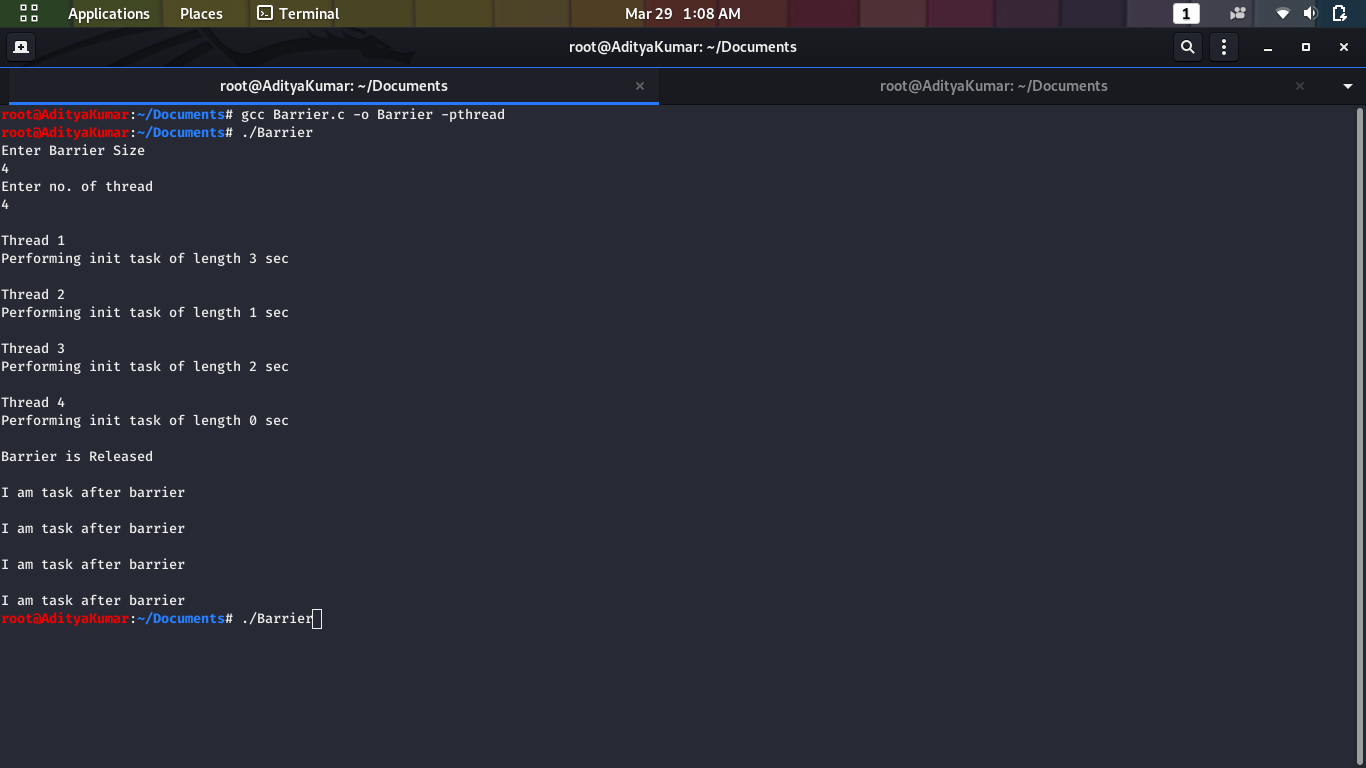 Applications Places Terminal Mar 29 1:08 AM 1
root@AdityaKumar: ~/Documents
root@AdityaKumar: ~/Documents root@AdityaKumar: ~/Documents
root@AdityaKumar:~/Documents# gcc Barrier.c -o Barrier -pthread
root@AdityaKumar:~/Documents# ./Barrier
Enter Barrier Size
4
Enter no. of thread
4
Thread 1
Performing init task of length 3 sec
Thread 2
Performing init task of length 1 sec
Thread 3
Performing init task of length 2 sec
Thread 4
Performing init task of length 0 sec
Barrier is Released
I am task after barrier
I am task after barrier
I am task after barrier
I am task after barrier
root@AdityaKumar:~/Documents# ./Barrier